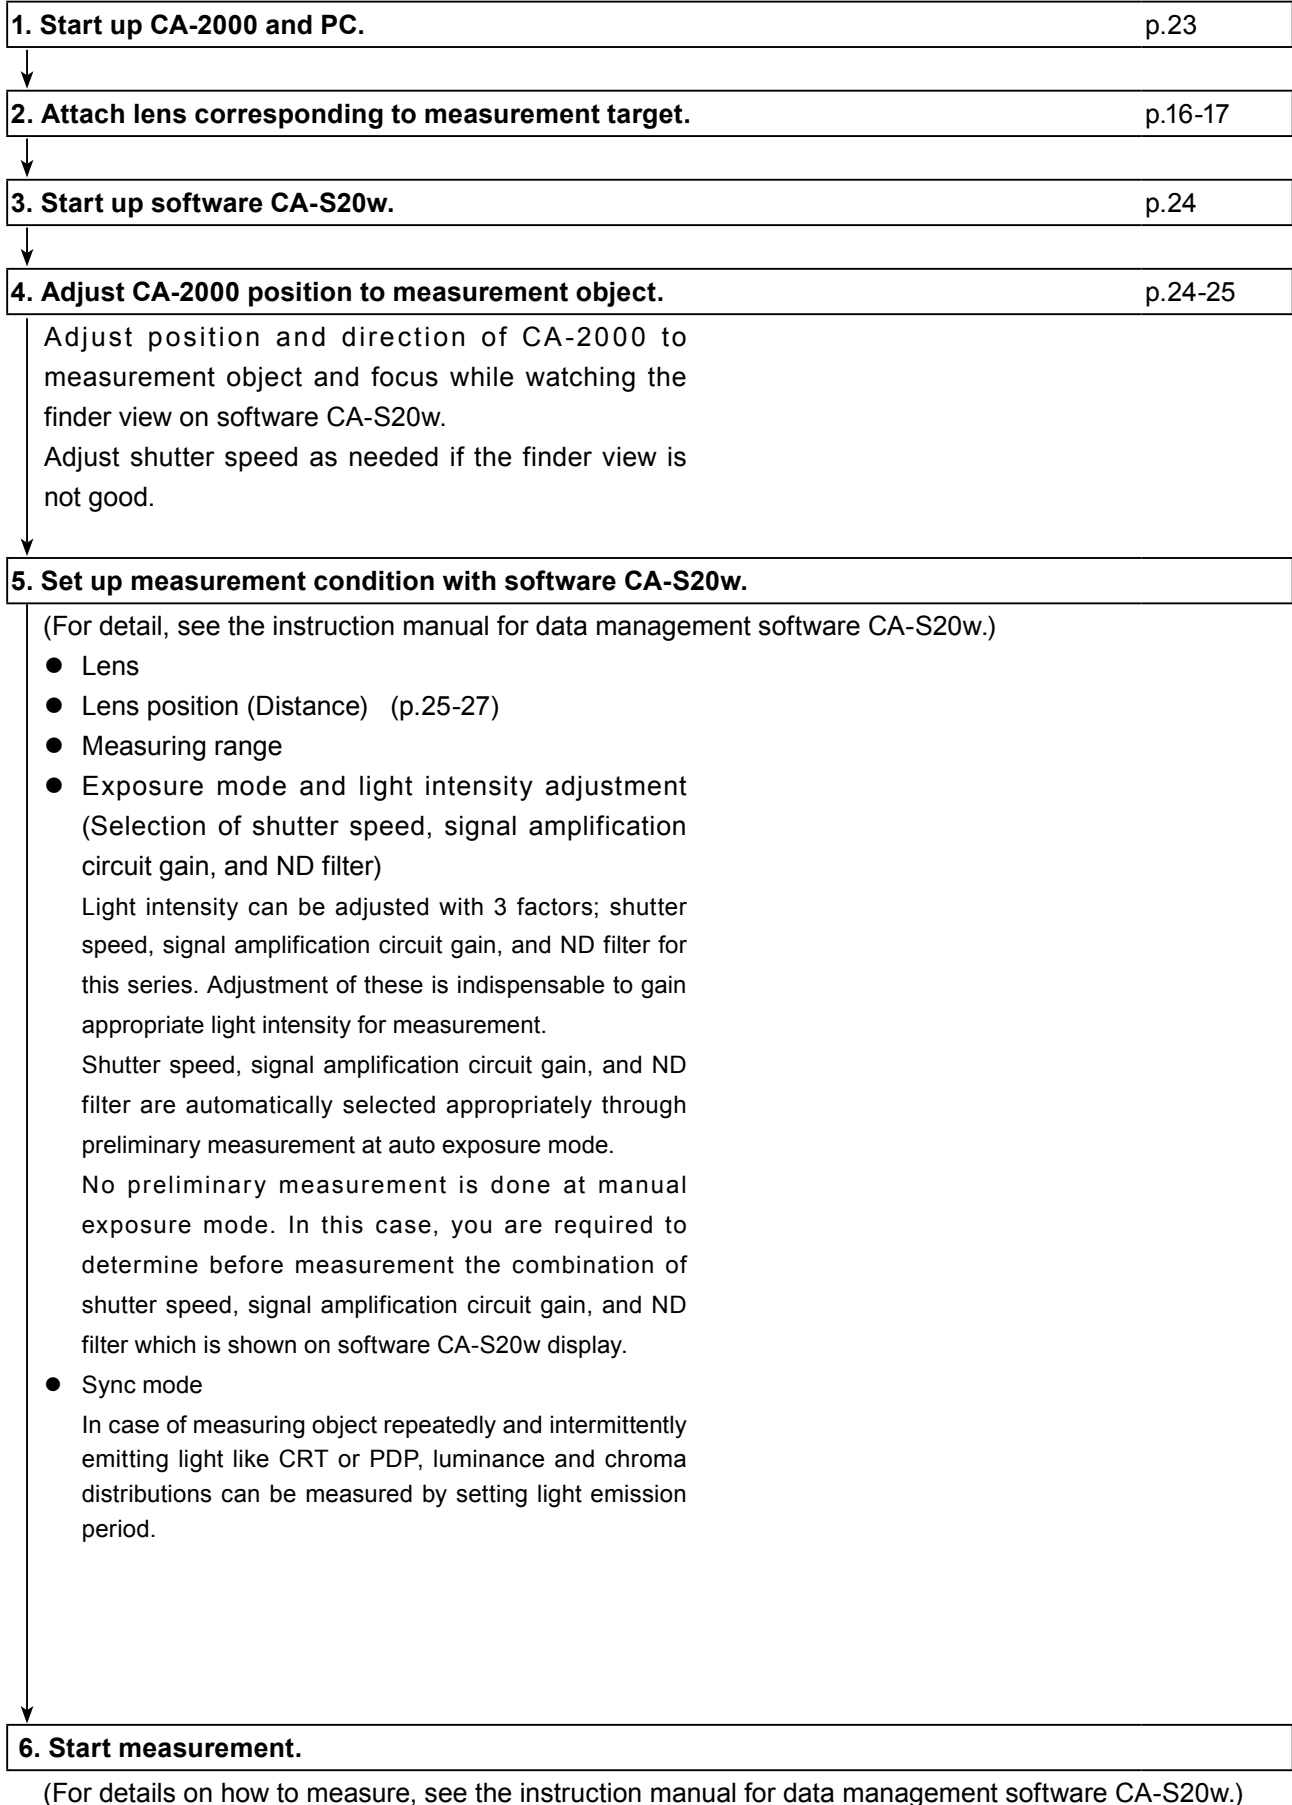 1. Start up CA-2000 and PC. p.23
2. Attach lens corresponding to measurement target. p.16-17
3. Start up software CA-S20w. p.24
4. Adjust CA-2000 position to measurement object. p.24-25
Adjust position and direction of CA-2000 to
measurement object and focus while watching the
finder view on software CA-S20w.
Adjust shutter speed as needed if the finder view is
not good.
5. Set up measurement condition with software CA-S20w.
(For detail, see the instruction manual for data management software CA-S20w.)
● Lens
● Lens position (Distance) (p.25-27)
● Measuring range
● Exposure mode and light intensity adjustment
(Selection of shutter speed, signal amplification
circuit gain, and ND filter)
Light intensity can be adjusted with 3 factors; shutter
speed, signal amplification circuit gain, and ND filter for
this series. Adjustment of these is indispensable to gain
appropriate light intensity for measurement.
Shutter speed, signal amplification circuit gain, and ND
filter are automatically selected appropriately through
preliminary measurement at auto exposure mode.
No preliminary measurement is done at manual
exposure mode. In this case, you are required to
determine before measurement the combination of
shutter speed, signal amplification circuit gain, and ND
filter which is shown on software CA-S20w display.
● Sync mode
In case of measuring object repeatedly and intermittently
emitting light like CRT or PDP, luminance and chroma
distributions can be measured by setting light emission
period.
6. Start measurement.
(For details on how to measure, see the instruction manual for data management software CA-S20w.)